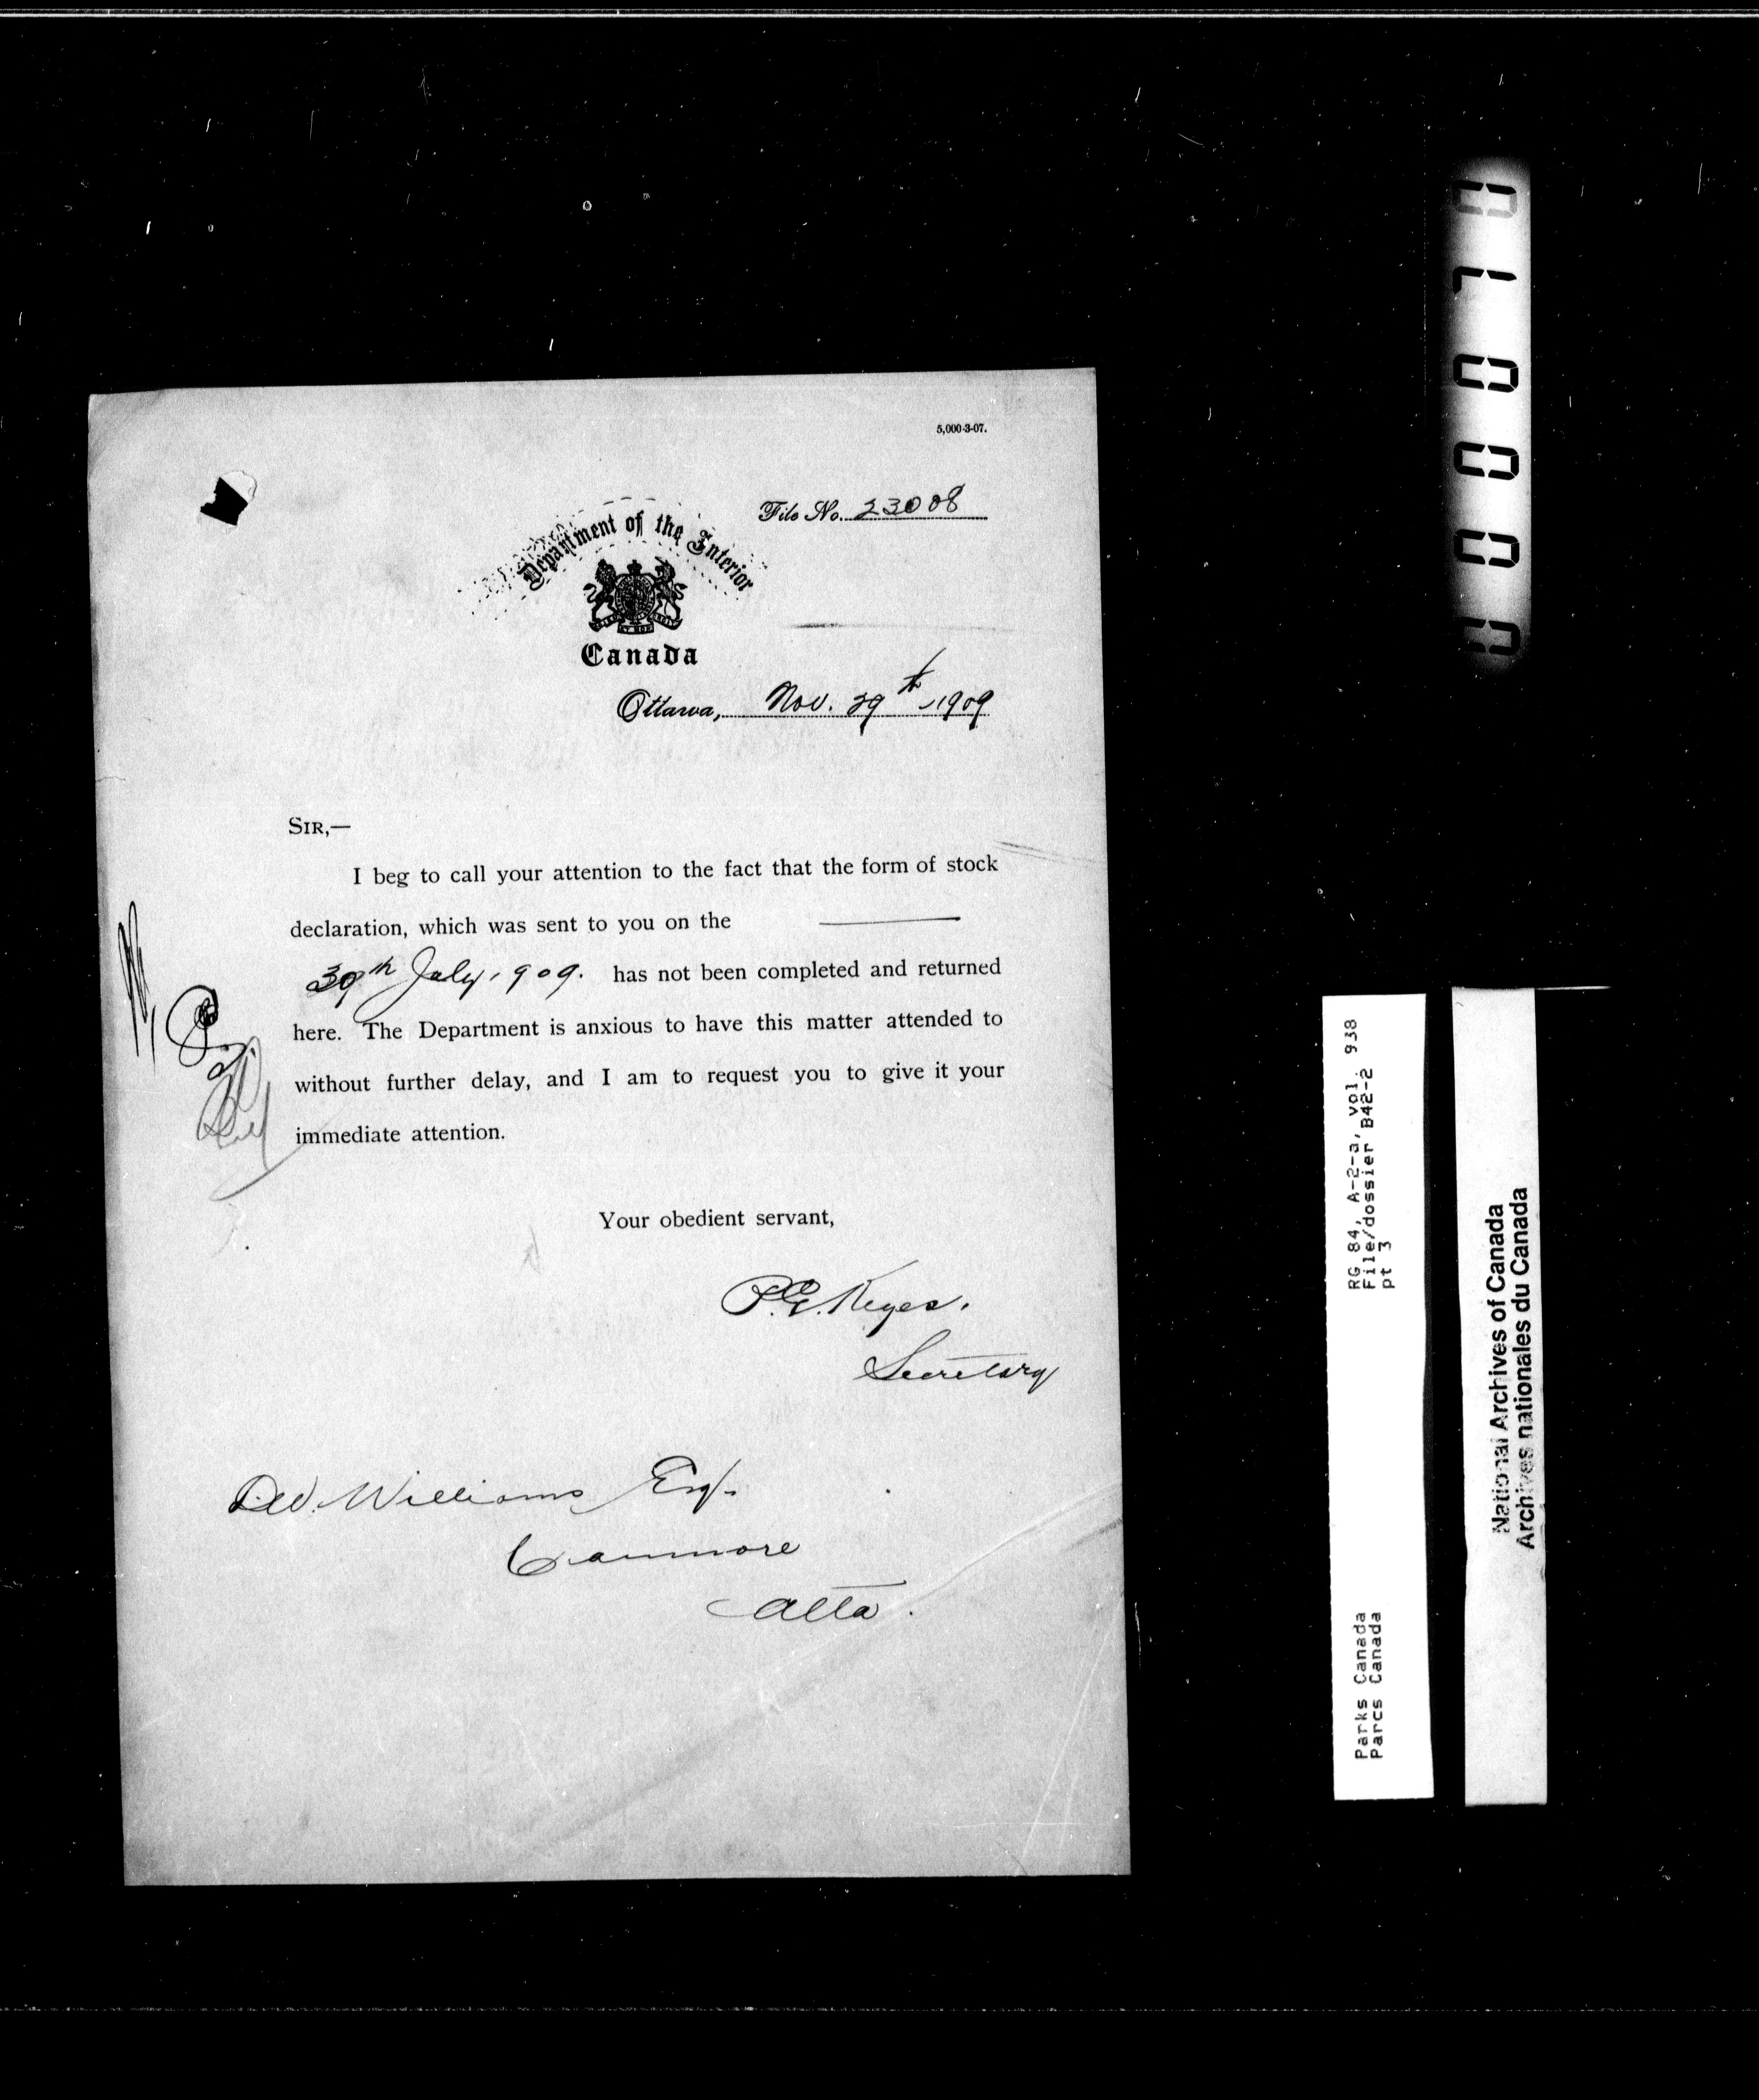 5,000-3-07.
File No. 23008
Department of the Interior
Canada
Ottawa, Nov. 29th, 1909
SIR,—
I beg to call your attention to the fact that the form of stock
declaration, which was sent to you on the
July, 1909. has not been completed and returned
here. The Department is anxious to have this matter attended to
without further delay, and I am to request you to give it your
immediate attention.
Your obedient servant,
P.G. Keyes.
Secretary
Williams Esq.
Canmore
Alta.
000070
RG 84, A-2-a, vol. 938
File/dossier B42-2
pt 3
Parks Canada
Parcs Canada
National Archives of Canada
Archives nationales du Canada